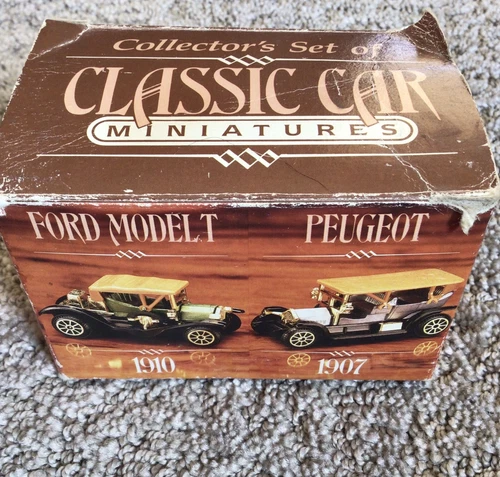 Collector's Set of
CLASSIC CAR
MINIATURES
FORD MODEL T
PEUGEOT
1910
1907